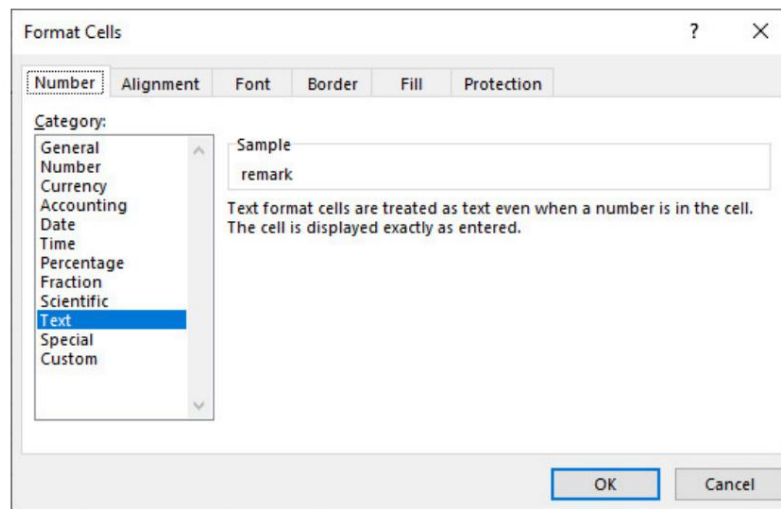 Format Cells ? X
Number Alignment Font Border Fill Protection
Category:
General
Number
Currency
Accounting
Date
Time
Percentage
Fraction
Scientific
Text
Special
Custom
Sample
remark
Text format cells are treated as text even when a number is in the cell.
The cell is displayed exactly as entered.
OK Cancel